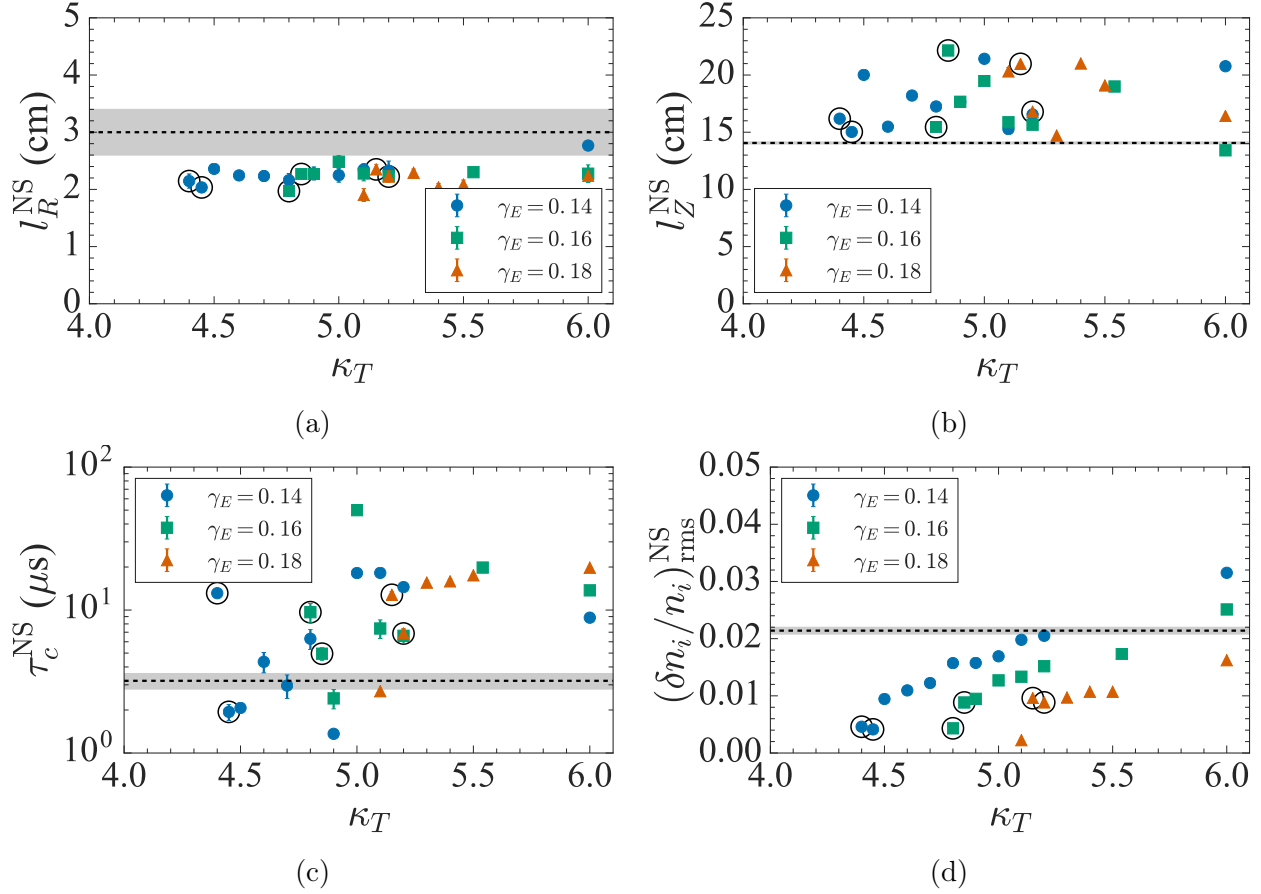 5
4
3
2
1
0
l_R^NS (cm)
4.0 4.5 5.0 5.5 6.0
κ_T
γ_E = 0.14
γ_E = 0.16
γ_E = 0.18
(a)
25
20
15
10
5
0
l_Z^NS (cm)
4.0 4.5 5.0 5.5 6.0
κ_T
γ_E = 0.14
γ_E = 0.16
γ_E = 0.18
(b)
10^2
10^1
10^0
τ_c^NS (μs)
4.0 4.5 5.0 5.5 6.0
κ_T
γ_E = 0.14
γ_E = 0.16
γ_E = 0.18
(c)
0.05
0.04
0.03
0.02
0.01
0.00
(δn_i/n_i)_rms^NS
4.0 4.5 5.0 5.5 6.0
κ_T
γ_E = 0.14
γ_E = 0.16
γ_E = 0.18
(d)